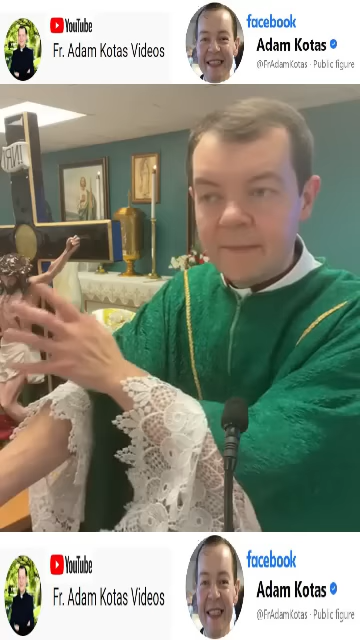 YouTube
Fr. Adam Kotas Videos
facebook
Adam Kotas
@FrAdamKotas · Public figure
INRI
YouTube
Fr. Adam Kotas Videos
facebook
Adam Kotas
@FrAdamKotas · Public figure